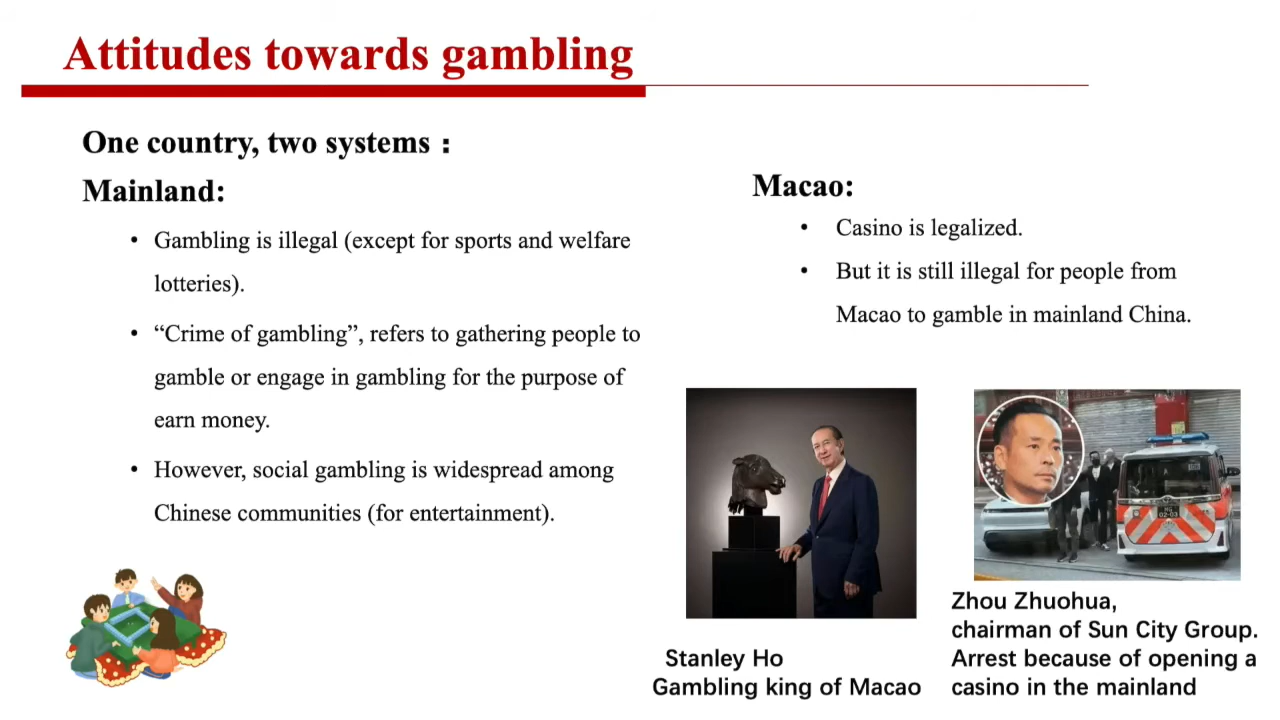 Attitudes towards gambling
One country, two systems：
Mainland:
• Gambling is illegal (except for sports and welfare
lotteries).
• “Crime of gambling”, refers to gathering people to
gamble or engage in gambling for the purpose of
earn money.
• However, social gambling is widespread among
Chinese communities (for entertainment).
Macao:
• Casino is legalized.
• But it is still illegal for people from
Macao to gamble in mainland China.
Stanley Ho
Gambling king of Macao
Zhou Zhuohua,
chairman of Sun City Group.
Arrest because of opening a
casino in the mainland